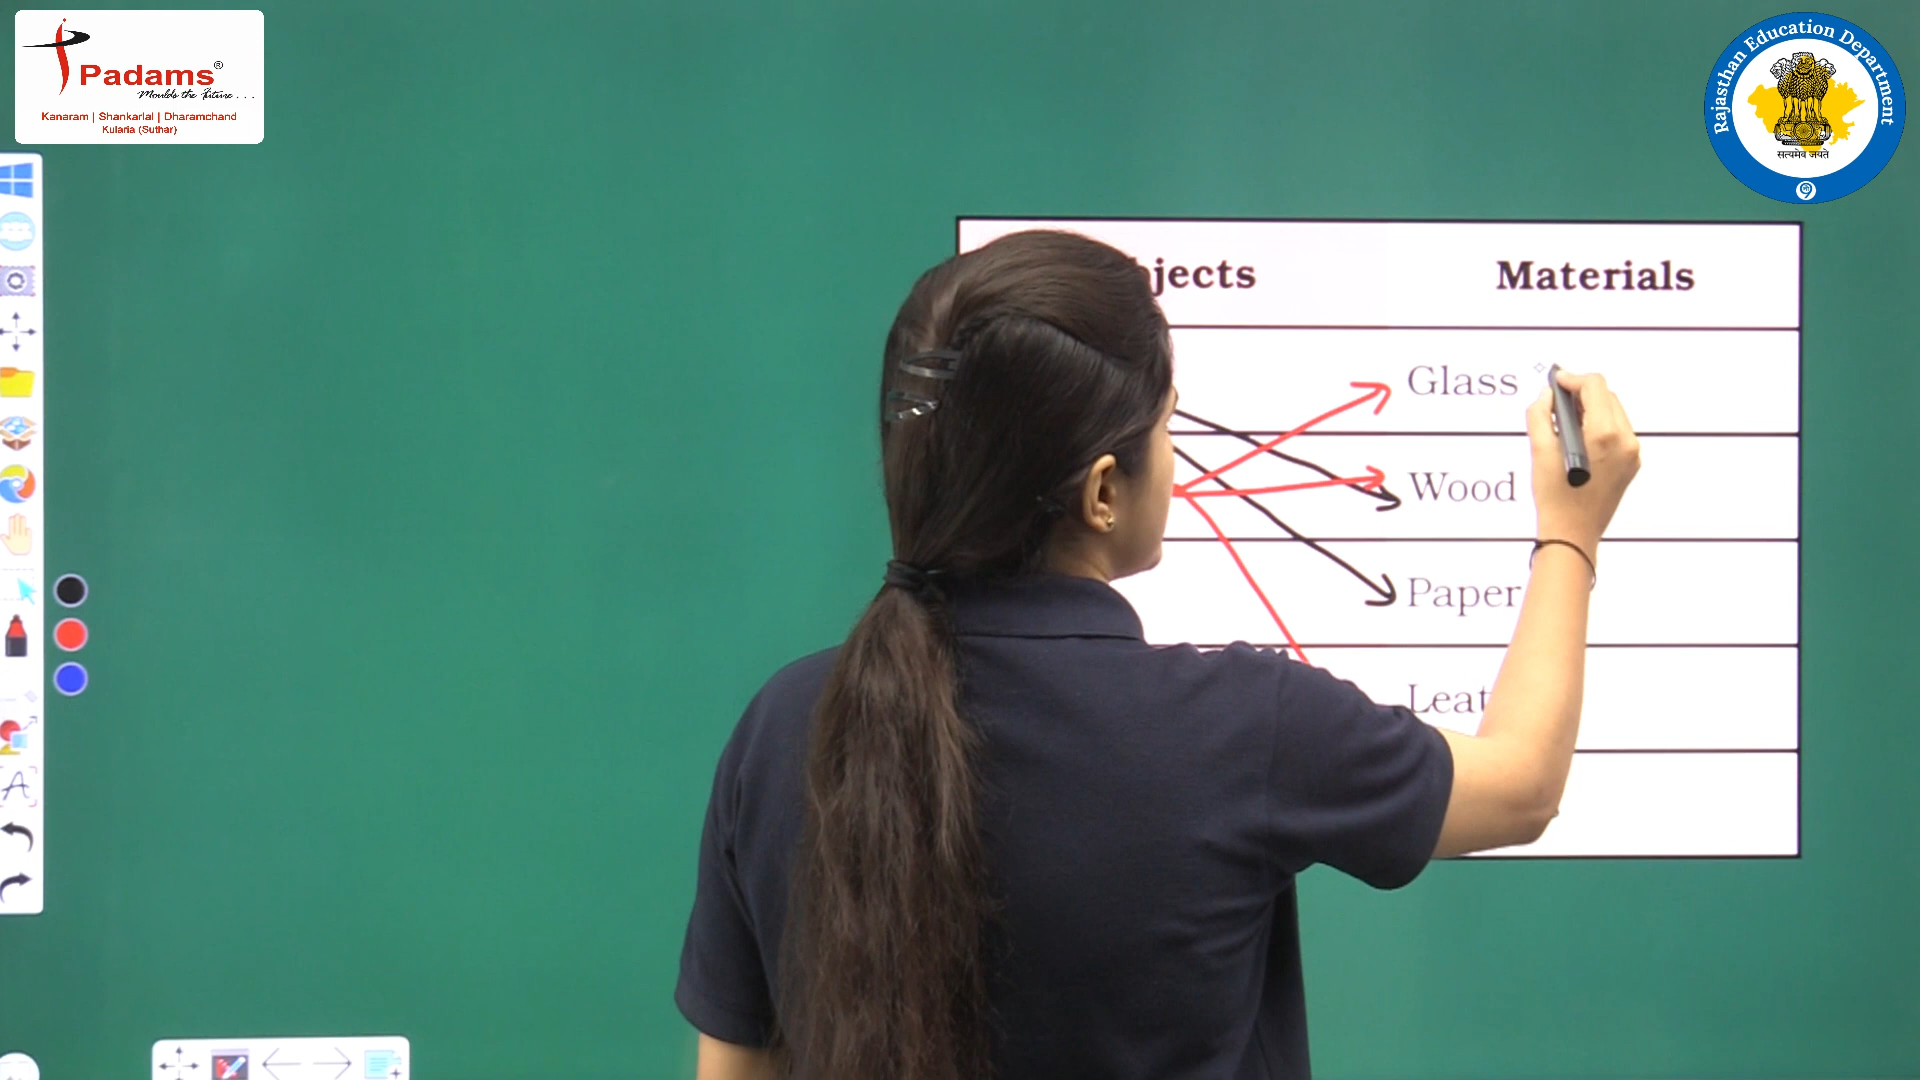 Padams®
Moulds the Future . . .
Kanaram | Shankarlal | Dharamchand
Kularia (Suthar)
Rajasthan Education Department
सत्यमेव जयते
jects
Materials
Glass
Wood
Paper
Leat
A